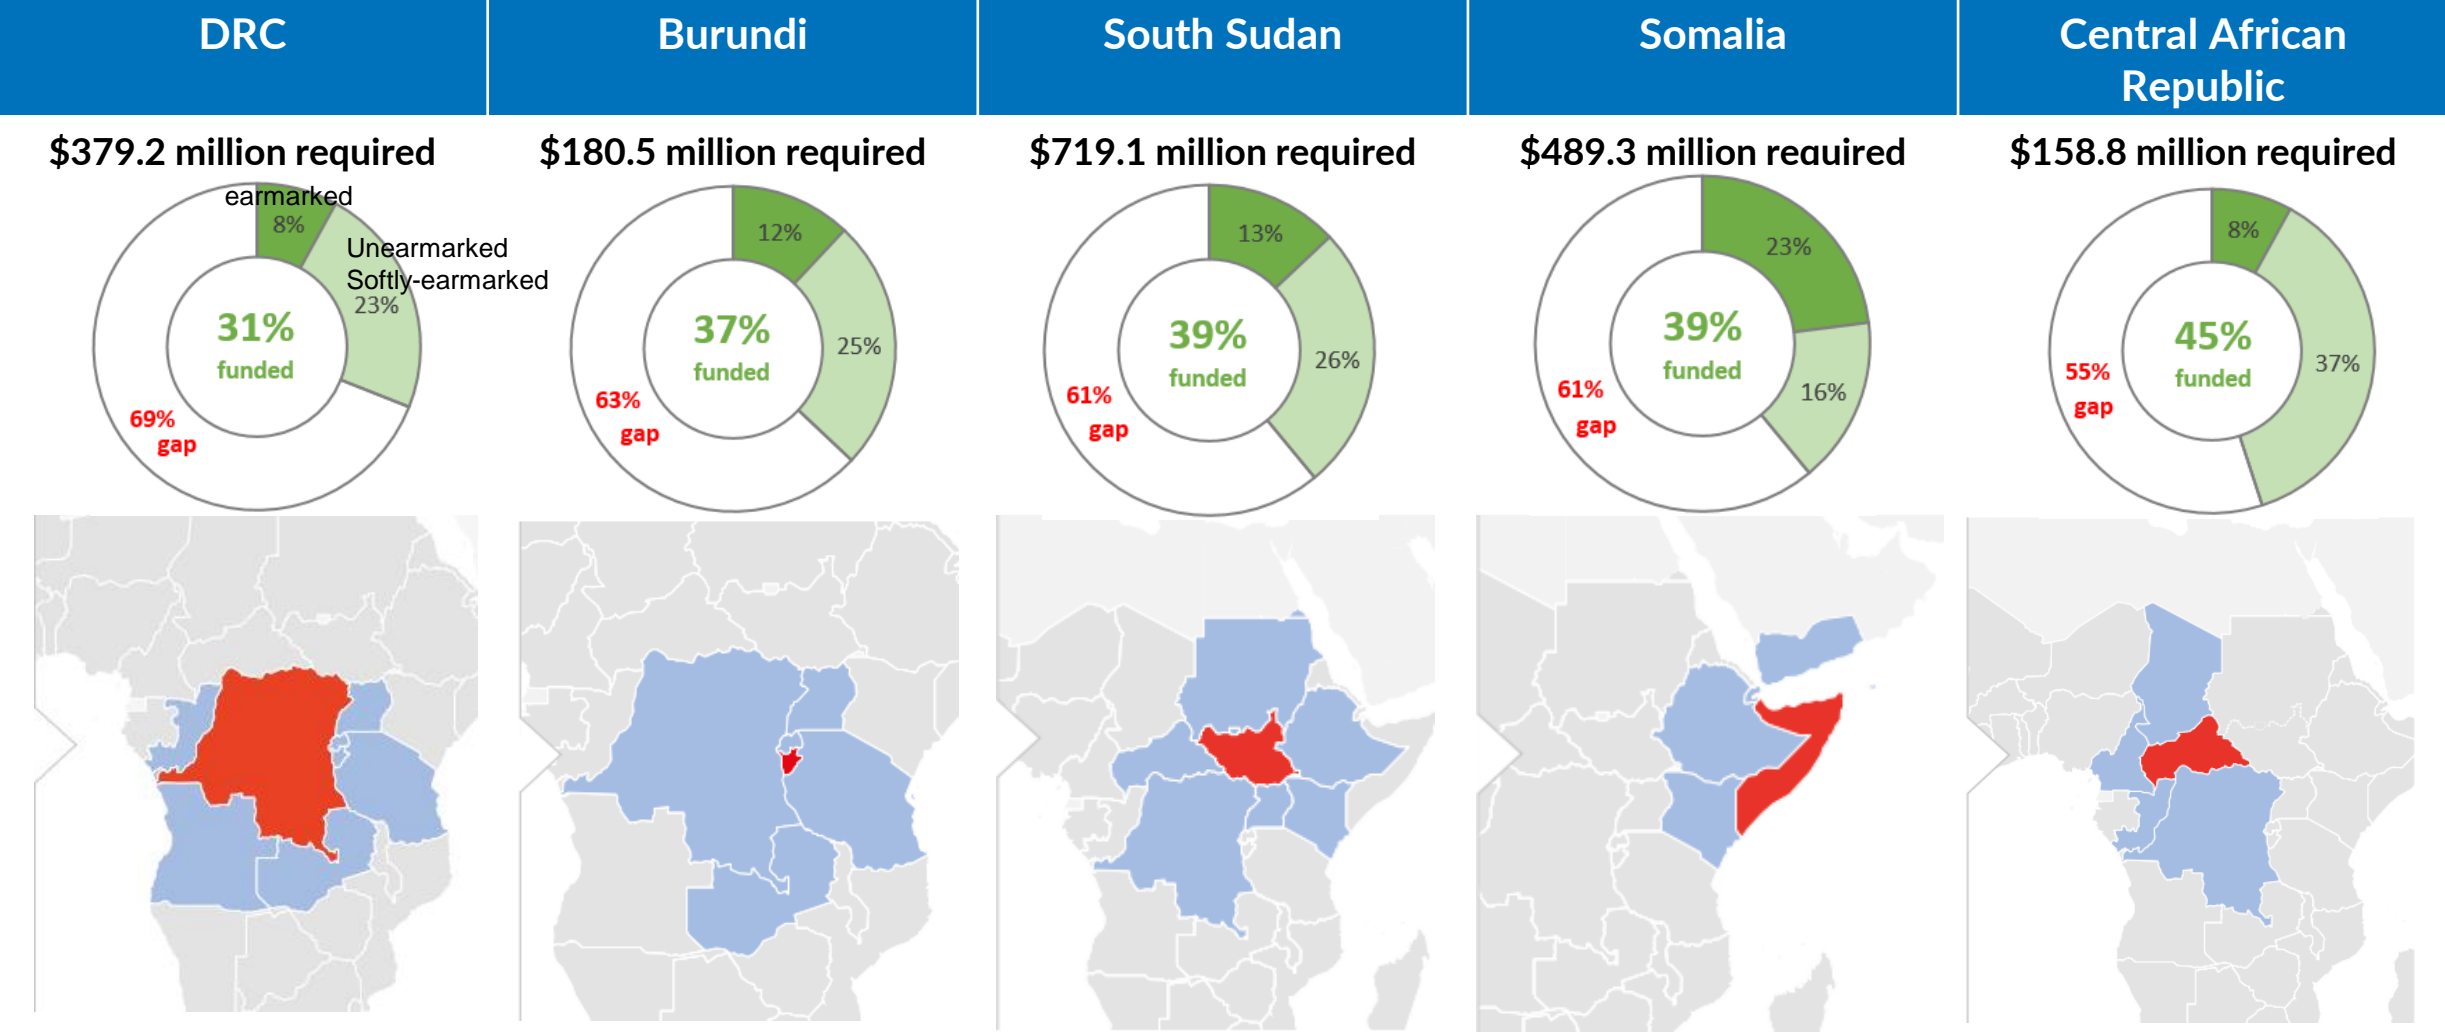 DRC
$379.2 million required
earmarked
8%
Unearmarked
Softly-earmarked
23%
31%
funded
69%
gap
Burundi
$180.5 million required
12%
25%
37%
funded
63%
gap
South Sudan
$719.1 million required
13%
26%
39%
funded
61%
gap
Somalia
$489.3 million required
23%
16%
39%
funded
61%
gap
Central African
Republic
$158.8 million required
8%
37%
45%
funded
55%
gap